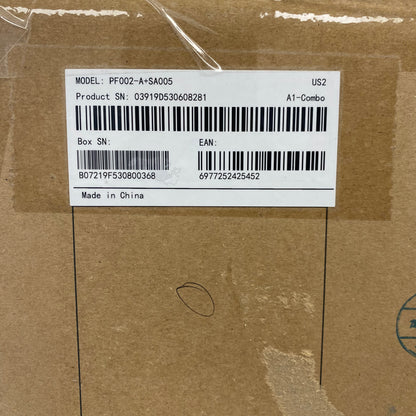 MODEL: PF002-A+SA005 US2
Product SN: 03919D530608281 A1-Combo
Box SN: EAN:
B07219F530800368 6977252425452
Made in China